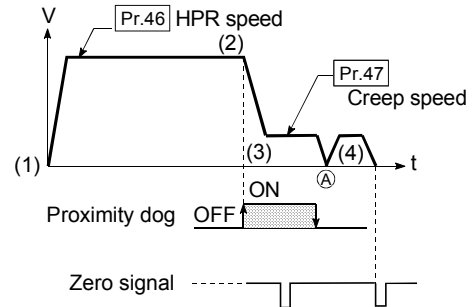 V
Pr.46 HPR speed
(2)
Pr.47
Creep speed
(1)
(3)
(4)
t
A
ON
Proximity dog OFF
Zero signal